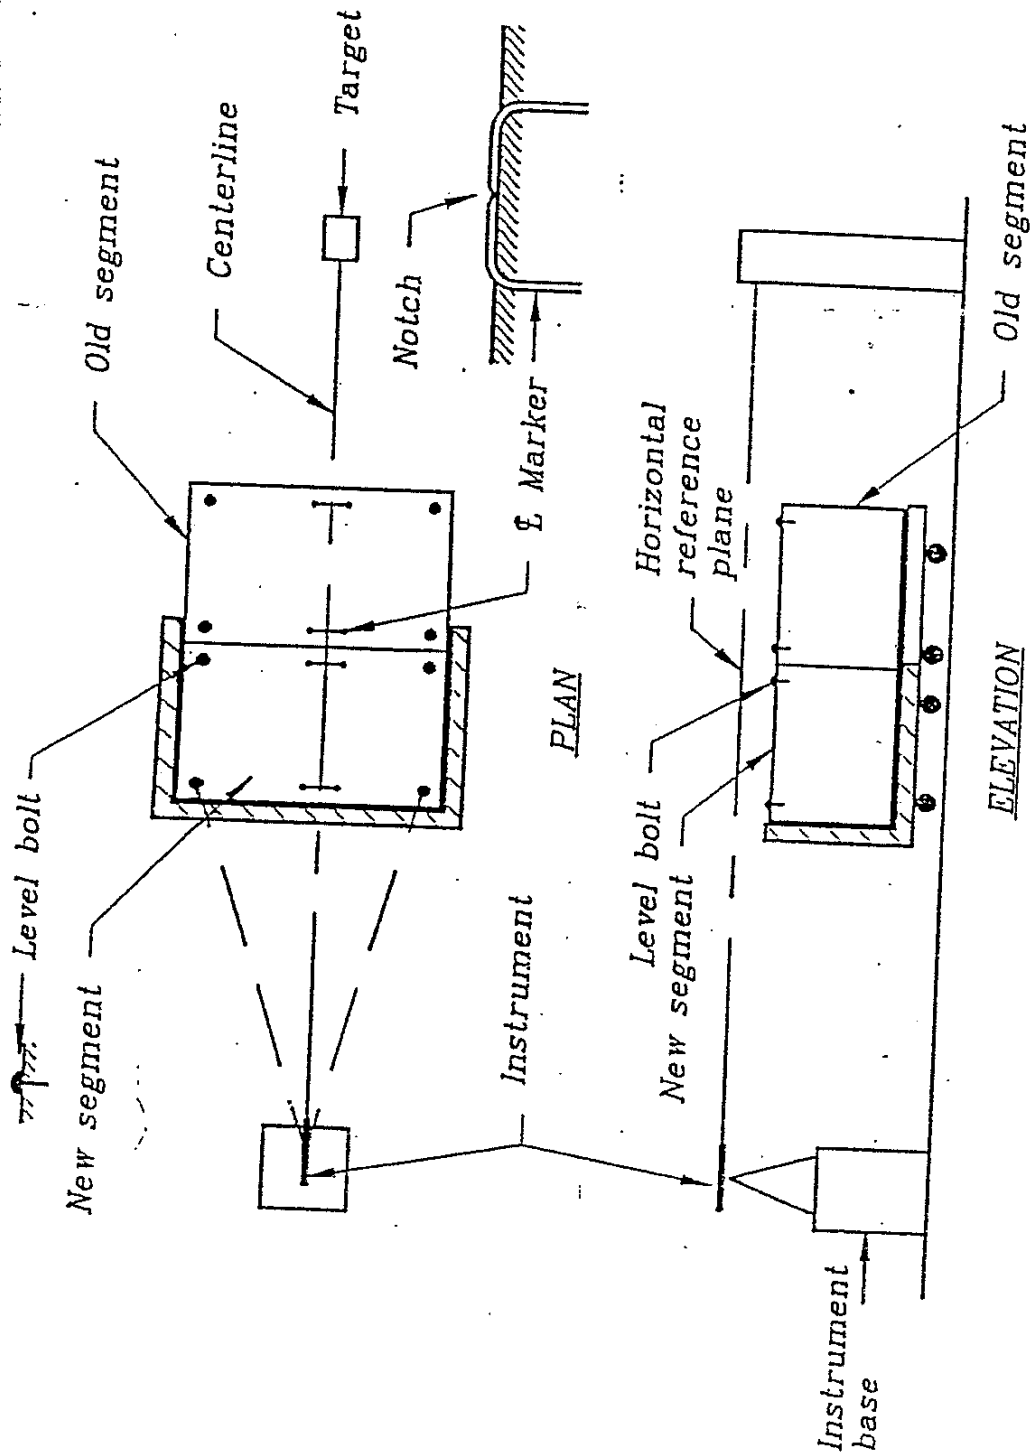 Level bolt
New segment
Old segment
Centerline
Target
Notch
℄ Marker
PLAN
Instrument
Horizontal
reference
plane
Level bolt
New segment
Old segment
Instrument
base
ELEVATION